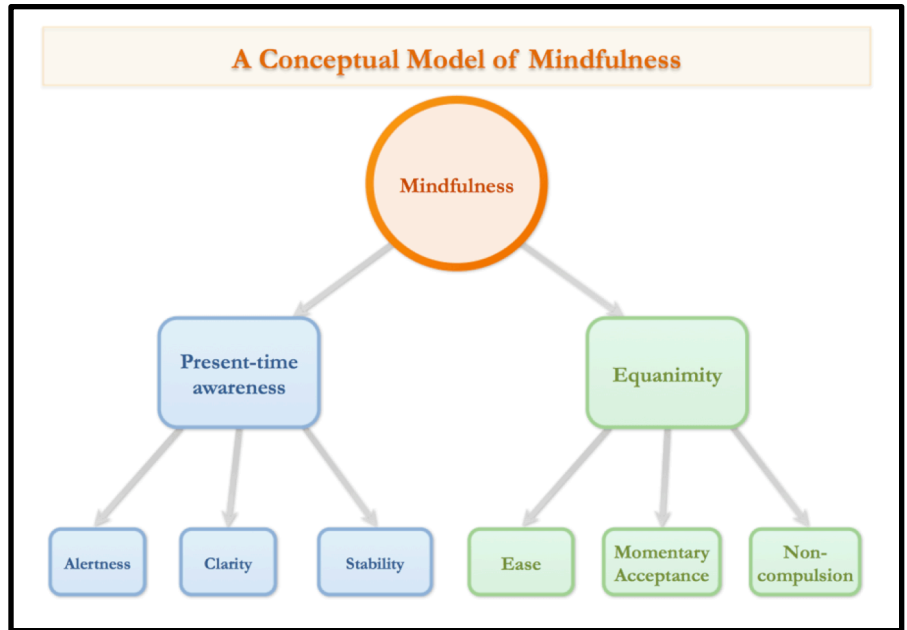 A Conceptual Model of Mindfulness
Mindfulness
Present-time
awareness
Equanimity
Alertness
Clarity
Stability
Ease
Momentary
Acceptance
Non-
compulsion